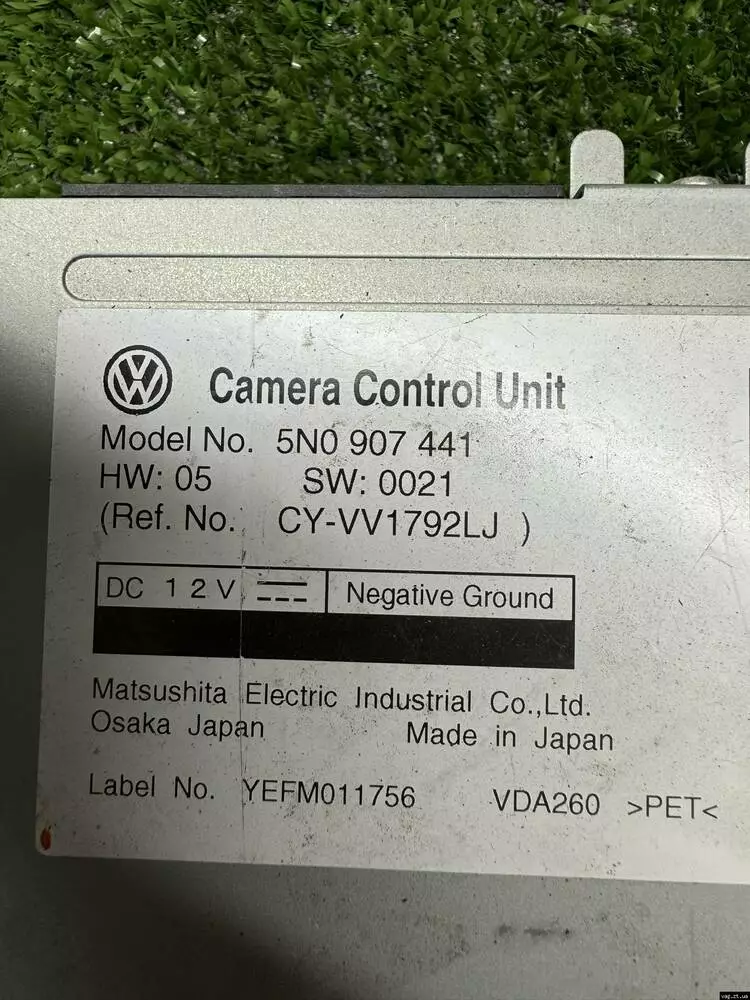 Camera Control Unit
Model No. 5N0 907 441
HW: 05 SW: 0021
(Ref. No. CY-VV1792LJ )
DC 12V Negative Ground
Matsushita Electric Industrial Co.,Ltd.
Osaka Japan Made in Japan
Label No. YEFM011756 VDA260 >PET<
vag.zt.ua